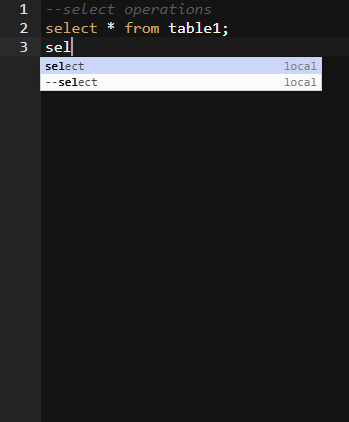 1 --select operations
2 select * from table1;
3 sel
select local
--select local